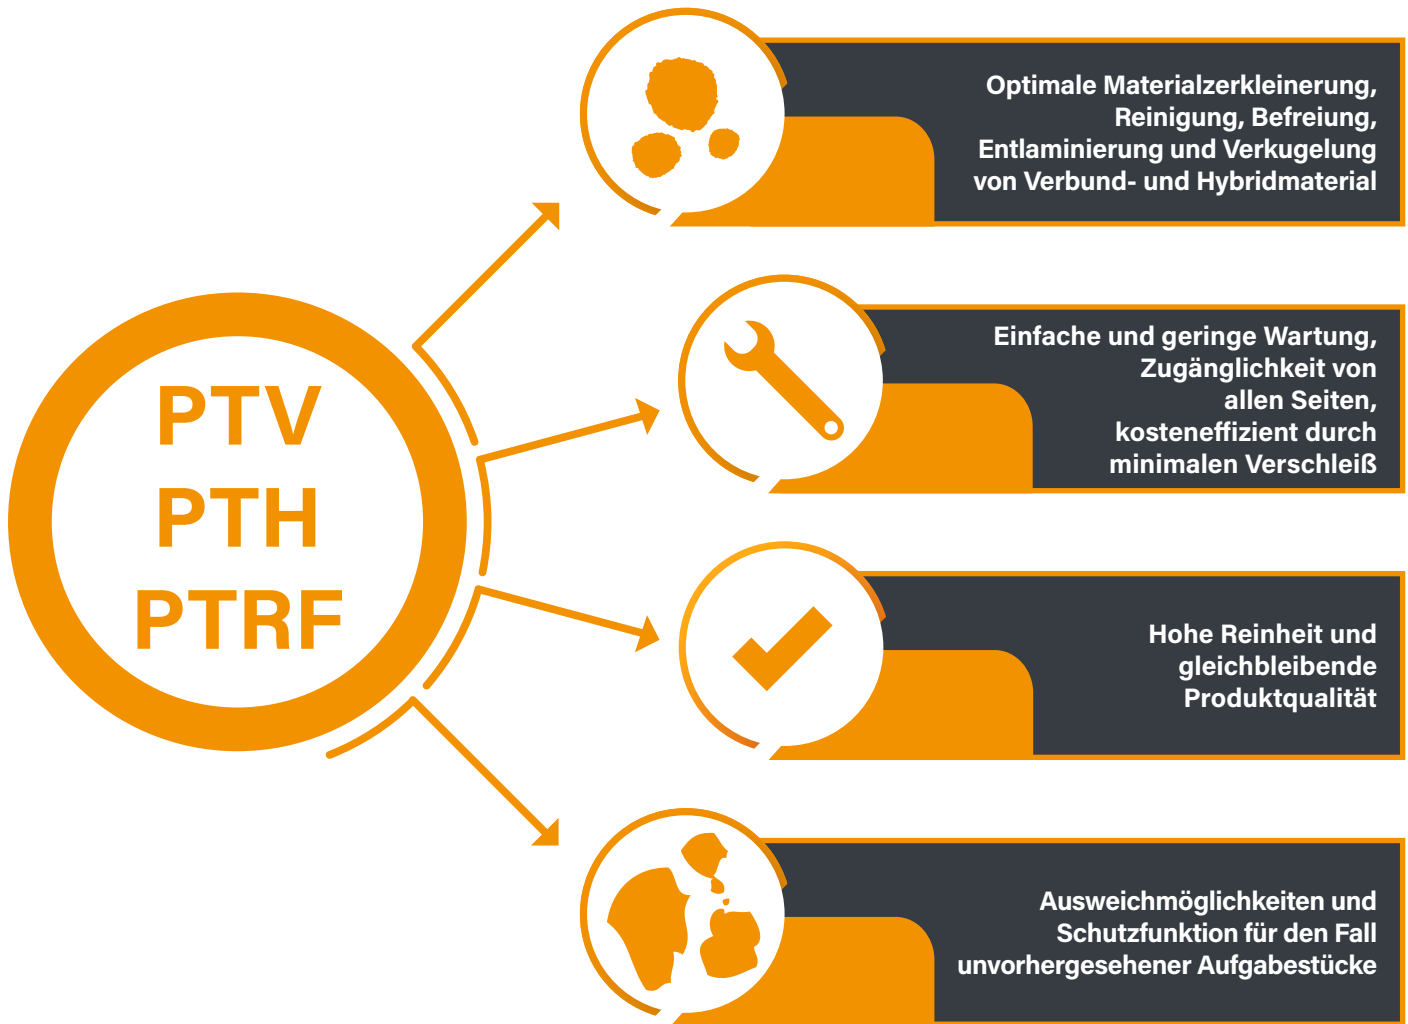 PTV
PTH
PTRF
Optimale Materialzerkleinerung,
Reinigung, Befreiung,
Entlaminierung und Verkugelung
von Verbund- und Hybridmaterial
Einfache und geringe Wartung,
Zugänglichkeit von
allen Seiten,
kosteneffizient durch
minimalen Verschleiß
Hohe Reinheit und
gleichbleibende
Produktqualität
Ausweichmöglichkeiten und
Schutzfunktion für den Fall
unvorhergesehener Aufgabestücke